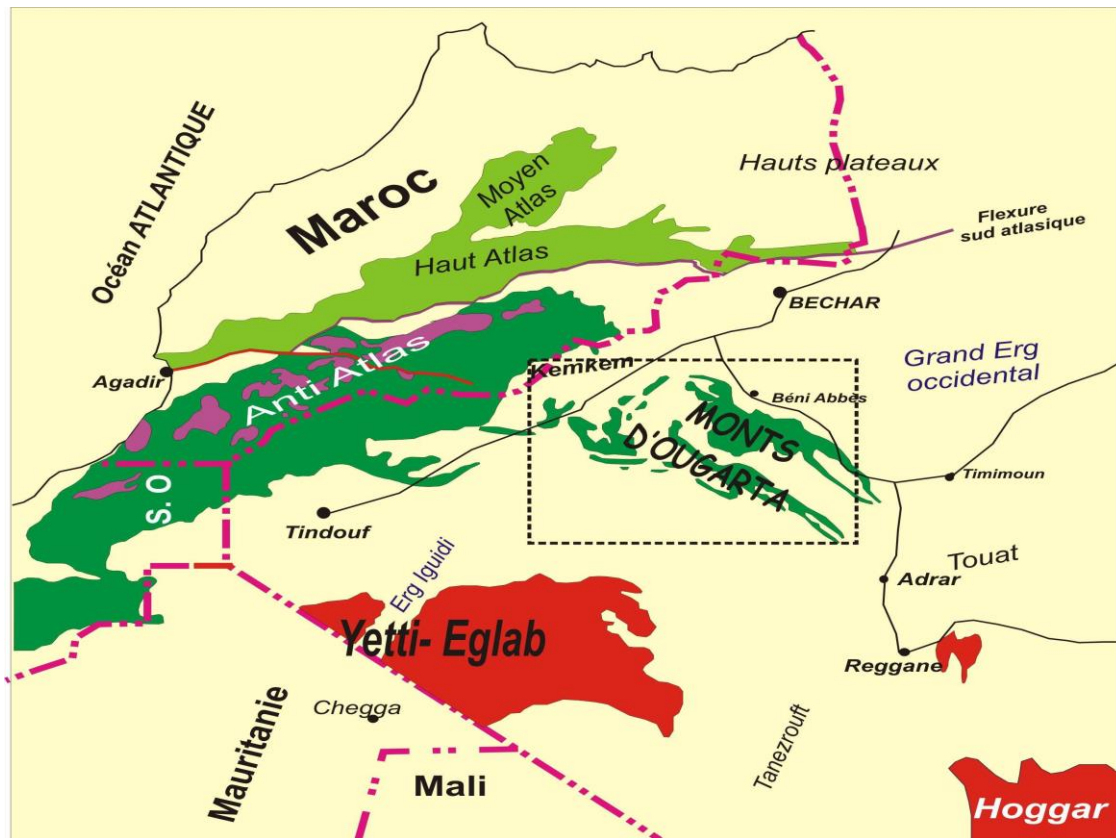 Océan ATLANTIQUE
Maroc
Moyen
Atlas
Hauts plateaux
Flexure
sud atlasique
Haut Atlas
BECHAR
Agadir
Anti Atlas
Kemkem
Grand Erg
occidental
Béni Abbès
MONTS
D'OUGARTA
S. O
Tindouf
Timimoun
Erg Iguidi
Touat
Adrar
Yetti- Eglab
Reggane
Chegga
Mauritanie
Tanezrouft
Mali
Hoggar